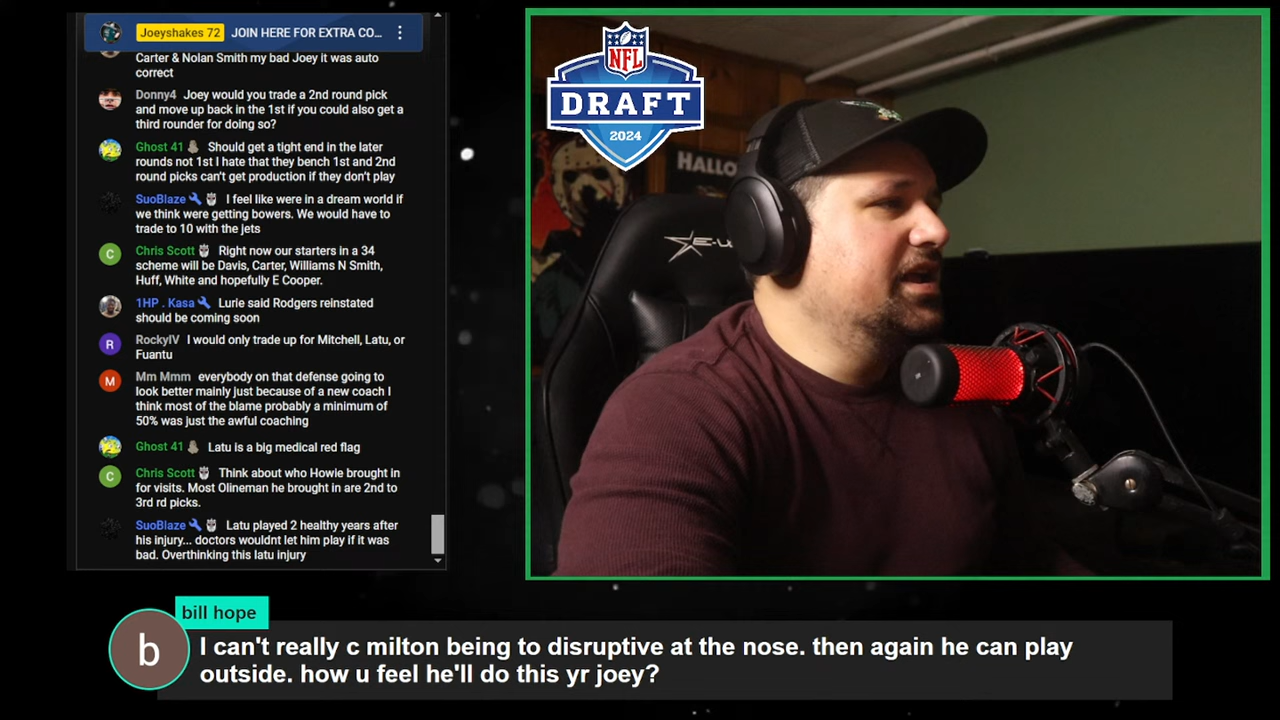 Joeyshakes 72 JOIN HERE FOR EXTRA CO...
Carter & Nolan Smith my bad Joey it was auto
correct
Donny4 Joey would you trade a 2nd round pick
and move up back in the 1st if you could also get a
third rounder for doing so?
Ghost 41 Should get a tight end in the later
rounds not 1st I hate that they bench 1st and 2nd
round picks can't get production if they don't play
SuoBlaze I feel like were in a dream world if
we think were getting bowers. We would have to
trade to 10 with the jets
C
Chris Scott Right now our starters in a 34
scheme will be Davis, Carter, Williams N Smith,
Huff, White and hopefully E Cooper.
1HP . Kasa Lurie said Rodgers reinstated
should be coming soon
R
RockyIV I would only trade up for Mitchell, Latu, or
Fuantu
M
Mm Mmm everybody on that defense going to
look better mainly just because of a new coach I
think most of the blame probably a minimum of
50% was just the awful coaching
Ghost 41 Latu is a big medical red flag
C
Chris Scott Think about who Howie brought in
for visits. Most Olineman he brought in are 2nd to
3rd rd picks.
SuoBlaze Latu played 2 healthy years after
his injury... doctors wouldnt let him play if it was
bad. Overthinking this latu injury
NFL
DRAFT
2024
HALLO
bill hope
b
I can't really c milton being to disruptive at the nose. then again he can play
outside. how u feel he'll do this yr joey?